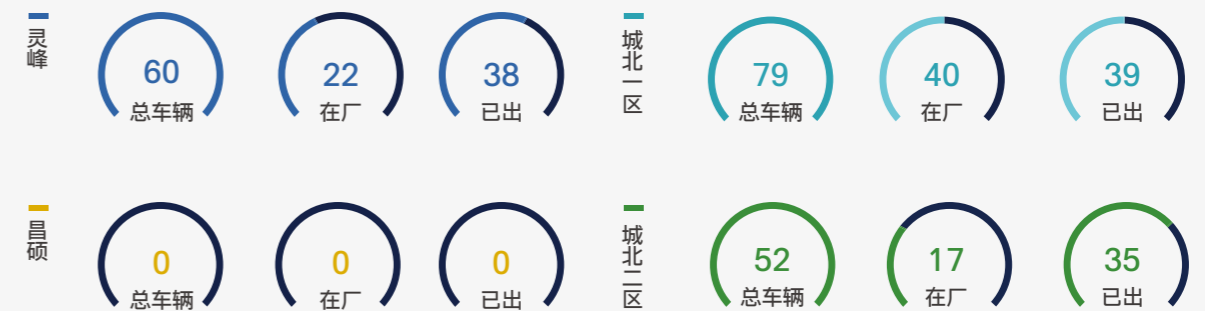 灵峰
60
总车辆
22
在厂
38
已出
城北一区
79
总车辆
40
在厂
39
已出
昌硕
0
总车辆
0
在厂
0
已出
城北二区
52
总车辆
17
在厂
35
已出